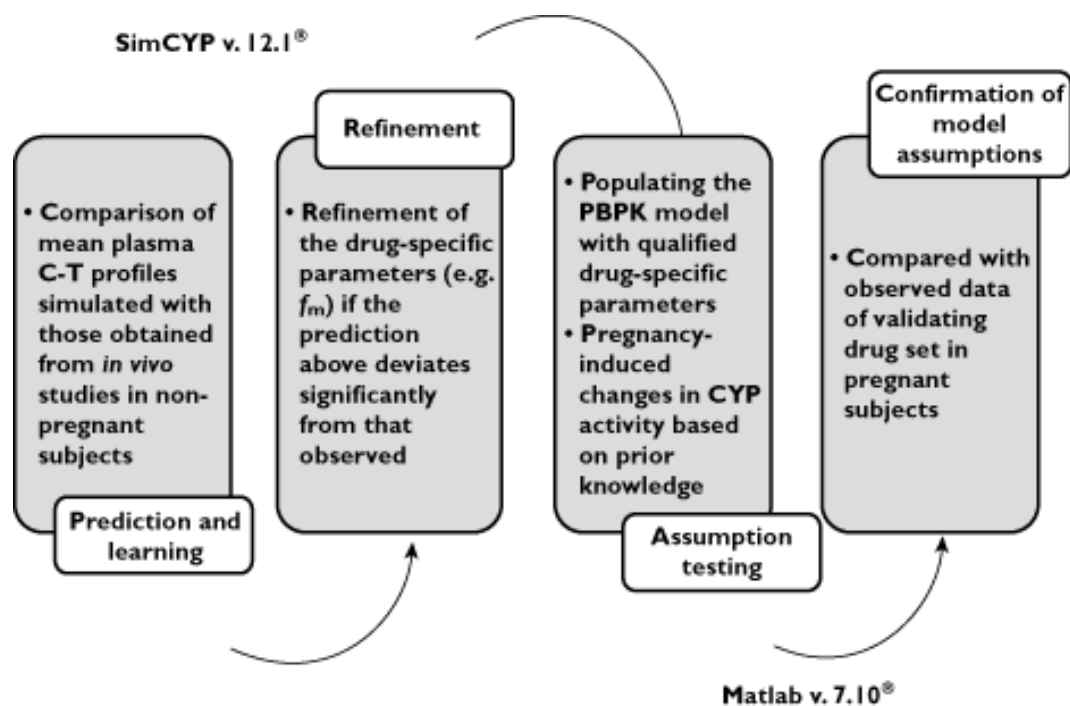 SimCYP v. 12.1®
• Comparison of
mean plasma
C-T profiles
simulated with
those obtained
from in vivo
studies in non-
pregnant
subjects
Prediction and
learning
Refinement
• Refinement of
the drug-specific
parameters (e.g.
fm) if the
prediction
above deviates
significantly
from that
observed
• Populating the
PBPK model
with qualified
drug-specific
parameters
• Pregnancy-
induced
changes in CYP
activity based
on prior
knowledge
Assumption
testing
Confirmation of
model
assumptions
• Compared with
observed data
of validating
drug set in
pregnant
subjects
Matlab v. 7.10®